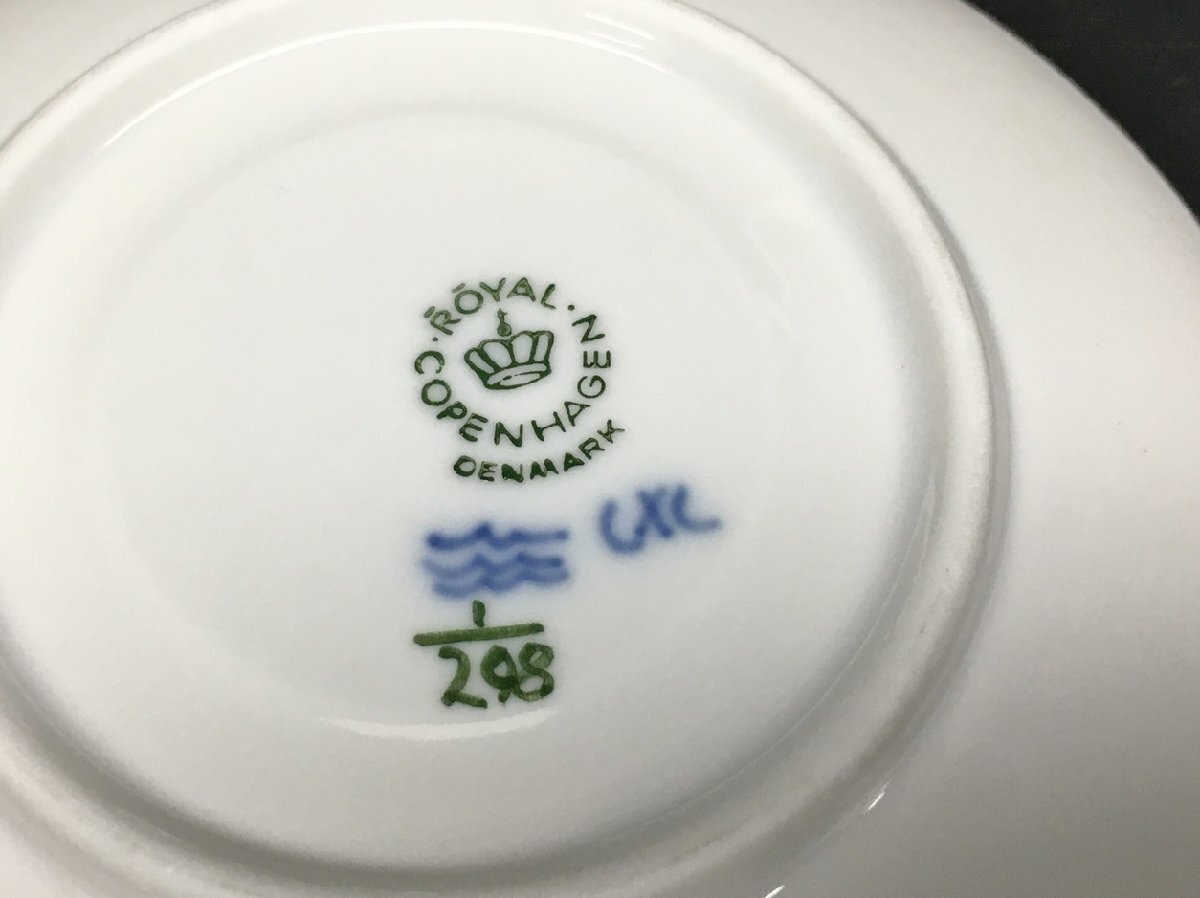 ROYAL
COPENHAGEN
DENMARK
1
298